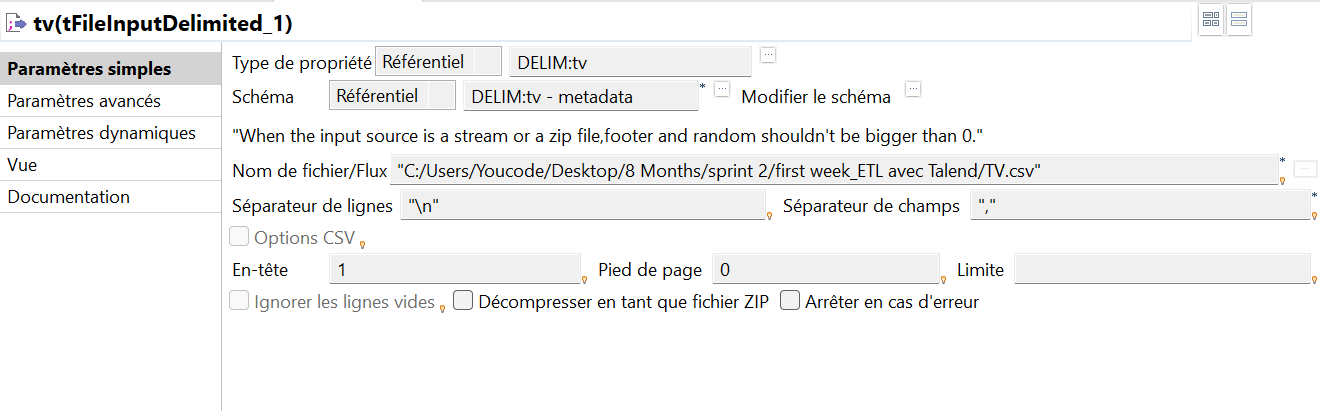 tv(tFileInputDelimited_1)
Paramètres simples
Paramètres avancés
Paramètres dynamiques
Vue
Documentation
Type de propriété Référentiel DELIM:tv ...
Schéma Référentiel DELIM:tv - metadata * ... Modifier le schéma ...
"When the input source is a stream or a zip file,footer and random shouldn't be bigger than 0."
Nom de fichier/Flux "C:/Users/Youcode/Desktop/8 Months/sprint 2/first week_ETL avec Talend/TV.csv" * ...
Séparateur de lignes "\n" Séparateur de champs "," *
Options CSV
En-tête 1 Pied de page 0 Limite
Ignorer les lignes vides Décompresser en tant que fichier ZIP Arrêter en cas d'erreur